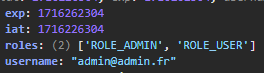 exp: 1716262304
iat: 1716226304
roles: (2) ['ROLE_ADMIN', 'ROLE_USER']
username: "admin@admin.fr"